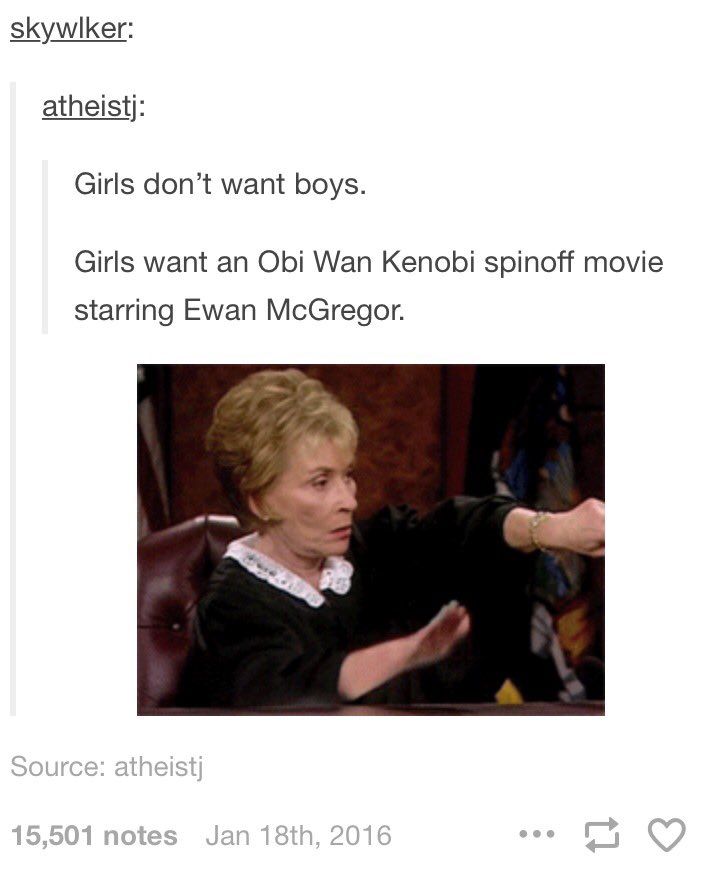 skywlker:
atheistj:
Girls don’t want boys.
Girls want an Obi Wan Kenobi spinoff movie
starring Ewan McGregor.
Source: atheistj
15,501 notes Jan 18th, 2016